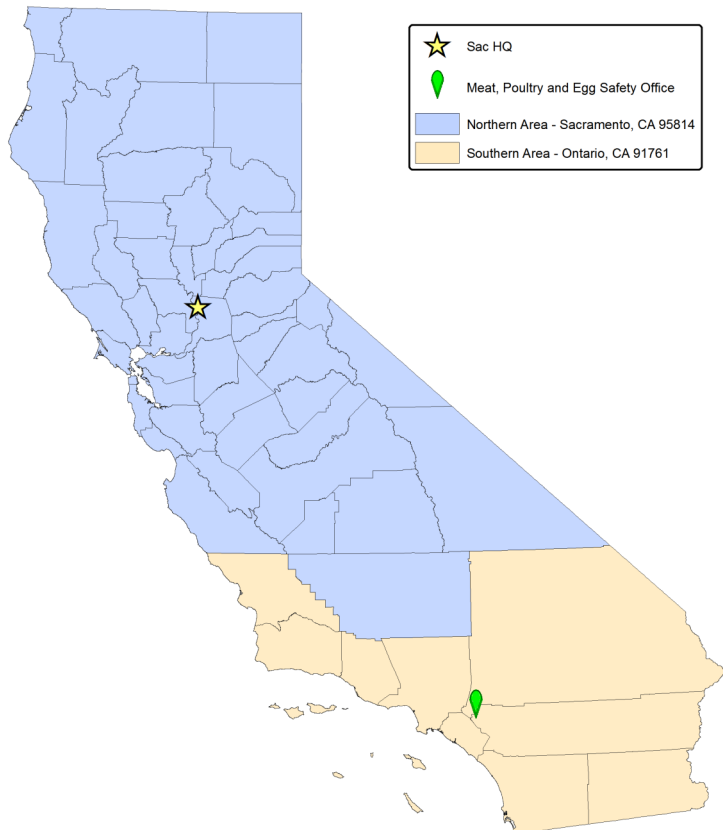 Sac HQ
Meat, Poultry and Egg Safety Office
Northern Area - Sacramento, CA 95814
Southern Area - Ontario, CA 91761